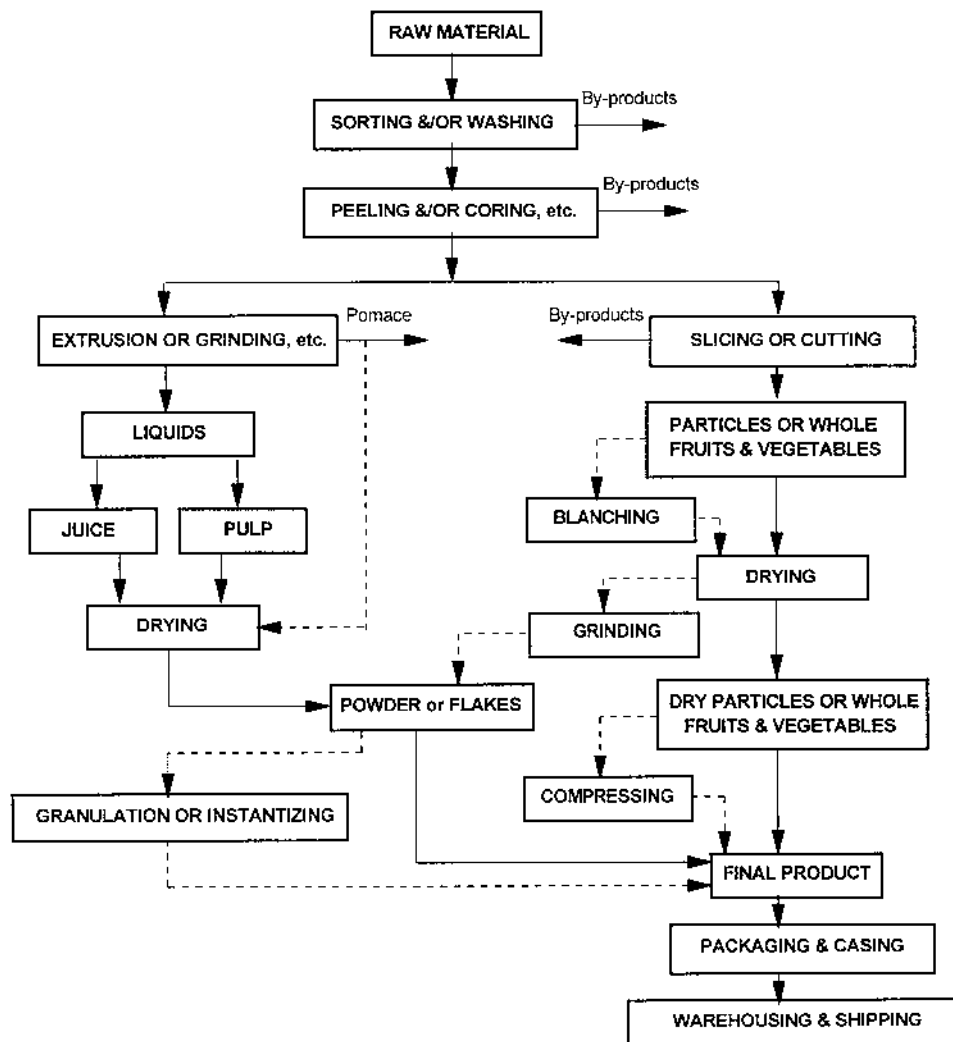 RAW MATERIAL
By-products
SORTING &/OR WASHING
By-products
PEELING &/OR CORING, etc.
Pomace
By-products
EXTRUSION OR GRINDING, etc.
SLICING OR CUTTING
LIQUIDS
PARTICLES OR WHOLE
FRUITS & VEGETABLES
JUICE
PULP
BLANCHING
DRYING
DRYING
GRINDING
POWDER or FLAKES
DRY PARTICLES OR WHOLE
FRUITS & VEGETABLES
GRANULATION OR INSTANTIZING
COMPRESSING
FINAL PRODUCT
PACKAGING & CASING
WAREHOUSING & SHIPPING